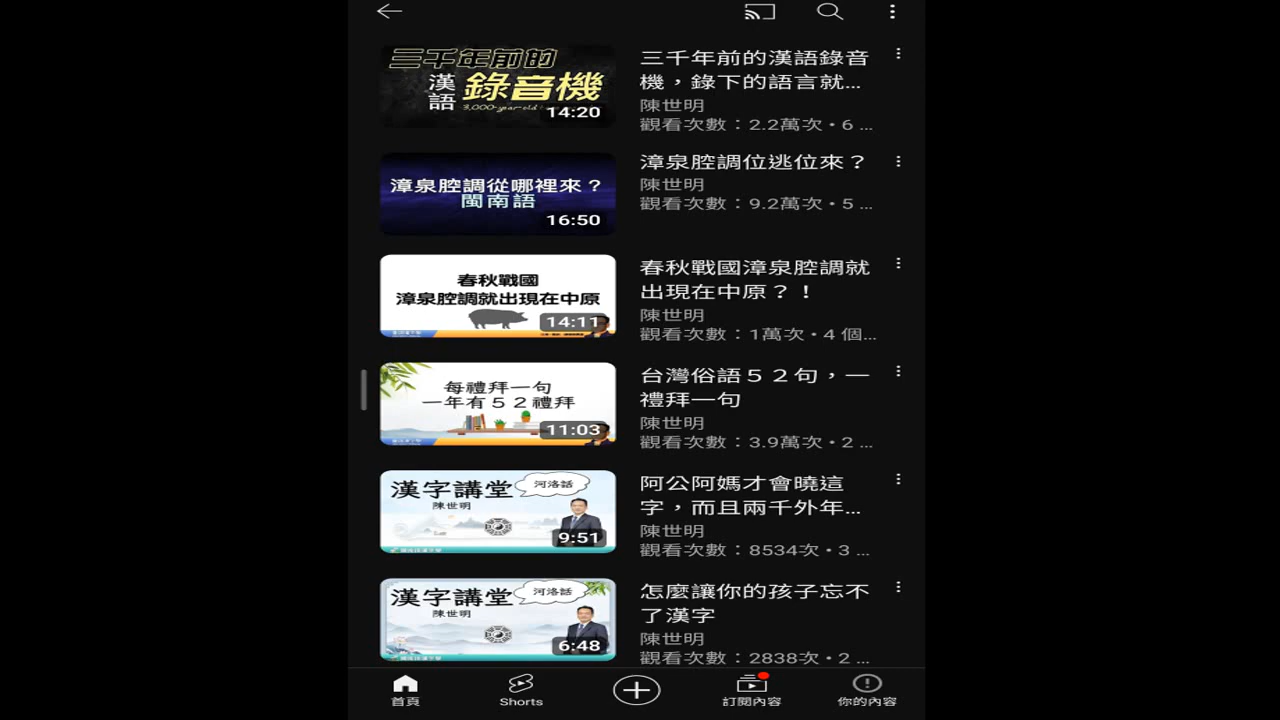 三千年前的
漢語
錄音機
3,000-year-old
14:20
三千年前的漢語錄音
機，錄下的語言就...
陳世明
觀看次數：2.2萬次・6 ...
漳泉腔調從哪裡來？
閩南語
16:50
漳泉腔調位逃位來？
陳世明
觀看次數：9.2萬次・5 ...
春秋戰國
漳泉腔調就出現在中原
14:11
春秋戰國漳泉腔調就
出現在中原？！
陳世明
觀看次數：1萬次・4 個...
每禮拜一句
一年有５２禮拜
11:03
台灣俗語５２句，一
禮拜一句
陳世明
觀看次數：3.9萬次・2 ...
漢字講堂
河洛話
陳世明
9:51
阿公阿媽才會曉這
字，而且兩千外年...
陳世明
觀看次數：8534次・3 ...
漢字講堂
河洛話
陳世明
6:48
怎麼讓你的孩子忘不
了漢字
陳世明
觀看次數：2838次・2 ...
首頁
Shorts
訂閱內容
你的內容